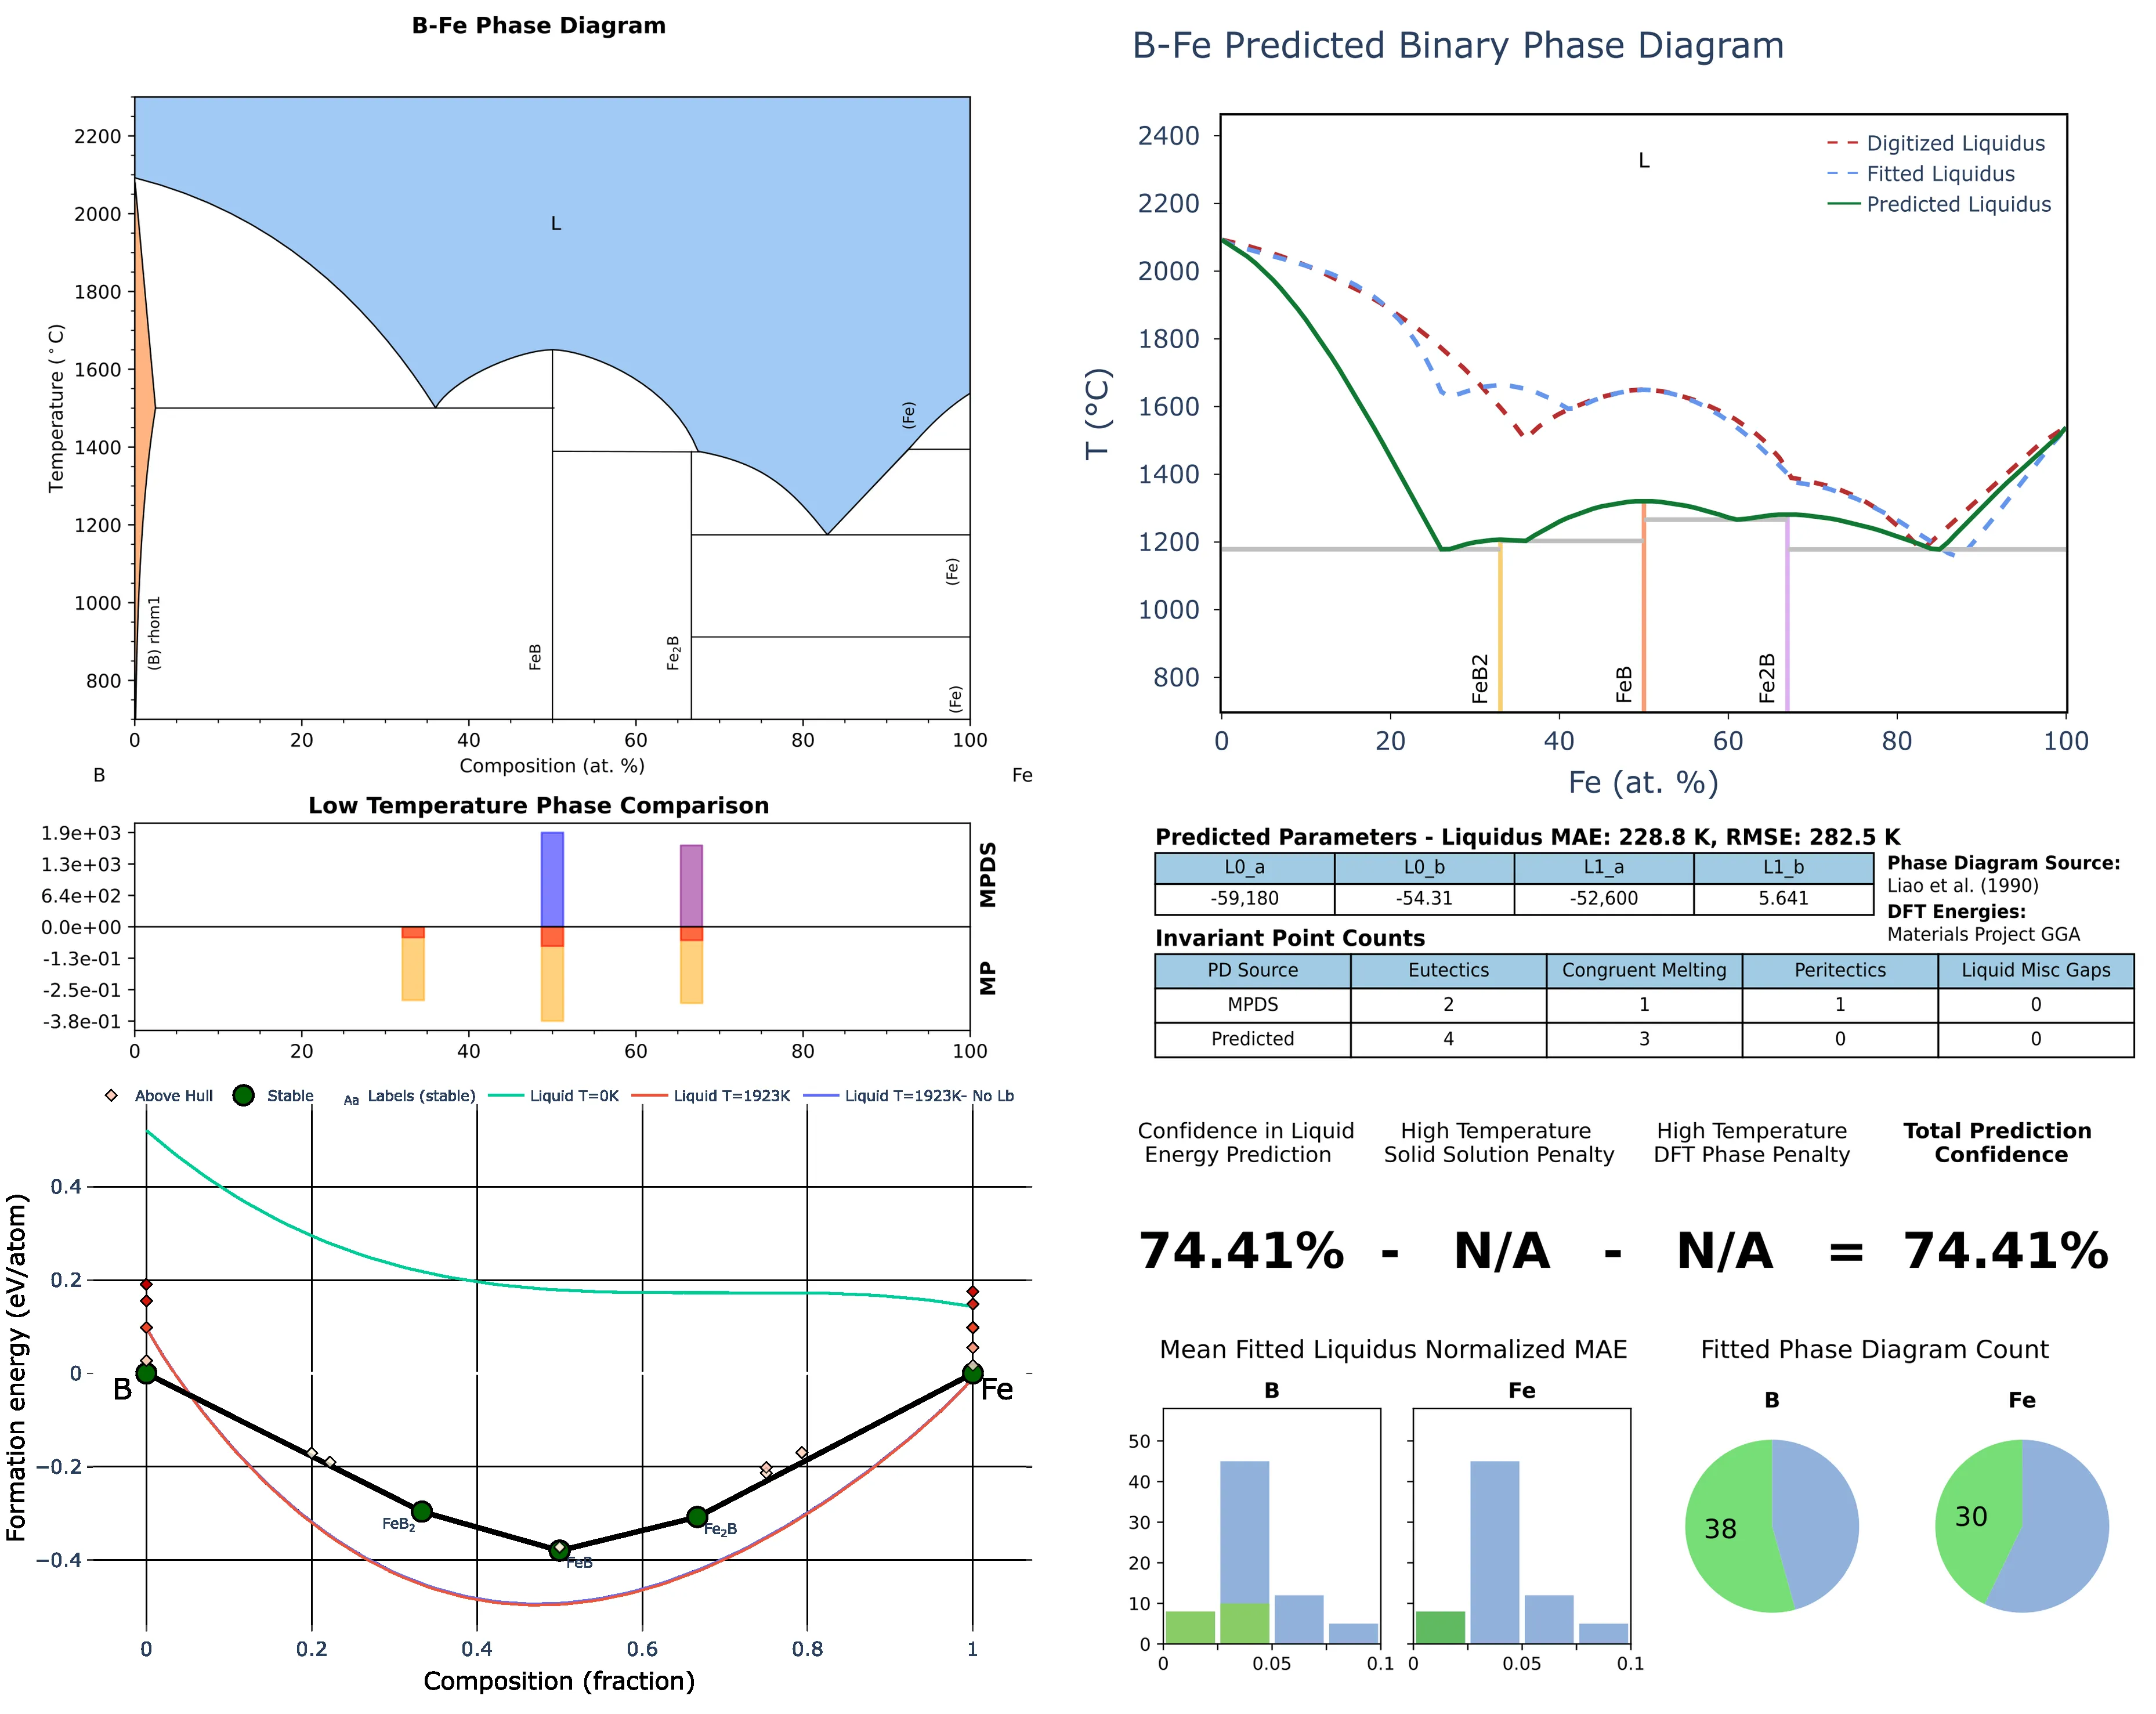 B-Fe Phase Diagram
2200
2000
1800
1600
1400
1200
1000
800
Temperature (°C)
L
(Fe)
(Fe)
(Fe)
(B) rhom1
FeB
Fe₂B
0 20 40 60 80 100
Composition (at. %)
B Fe
Low Temperature Phase Comparison
1.9e+03
1.3e+03
6.4e+02
0.0e+00
-1.3e-01
-2.5e-01
-3.8e-01
MPDS
MP
0 20 40 60 80 100
Above Hull Stable Aa Labels (stable) Liquid T=0K Liquid T=1923K Liquid T=1923K- No Lb
0.4
0.2
0
−0.2
−0.4
Formation energy (eV/atom)
B
Fe
FeB₂
FeB
Fe₂B
0 0.2 0.4 0.6 0.8 1
Composition (fraction)
B-Fe Predicted Binary Phase Diagram
2400
2200
2000
1800
1600
1400
1200
1000
800
T (°C)
L
Digitized Liquidus
Fitted Liquidus
Predicted Liquidus
FeB2
FeB
Fe2B
0 20 40 60 80 100
Fe (at. %)
Predicted Parameters - Liquidus MAE: 228.8 K, RMSE: 282.5 K
L0_a L0_b L1_a L1_b
-59,180 -54.31 -52,600 5.641
Phase Diagram Source:
Liao et al. (1990)
DFT Energies:
Materials Project GGA
Invariant Point Counts
PD Source Eutectics Congruent Melting Peritectics Liquid Misc Gaps
MPDS 2 1 1 0
Predicted 4 3 0 0
Confidence in Liquid
Energy Prediction
High Temperature
Solid Solution Penalty
High Temperature
DFT Phase Penalty
Total Prediction
Confidence
74.41% - N/A - N/A = 74.41%
Mean Fitted Liquidus Normalized MAE
B
Fe
50
40
30
20
10
0
0 0.05 0.1
0 0.05 0.1
Fitted Phase Diagram Count
B
Fe
38
30